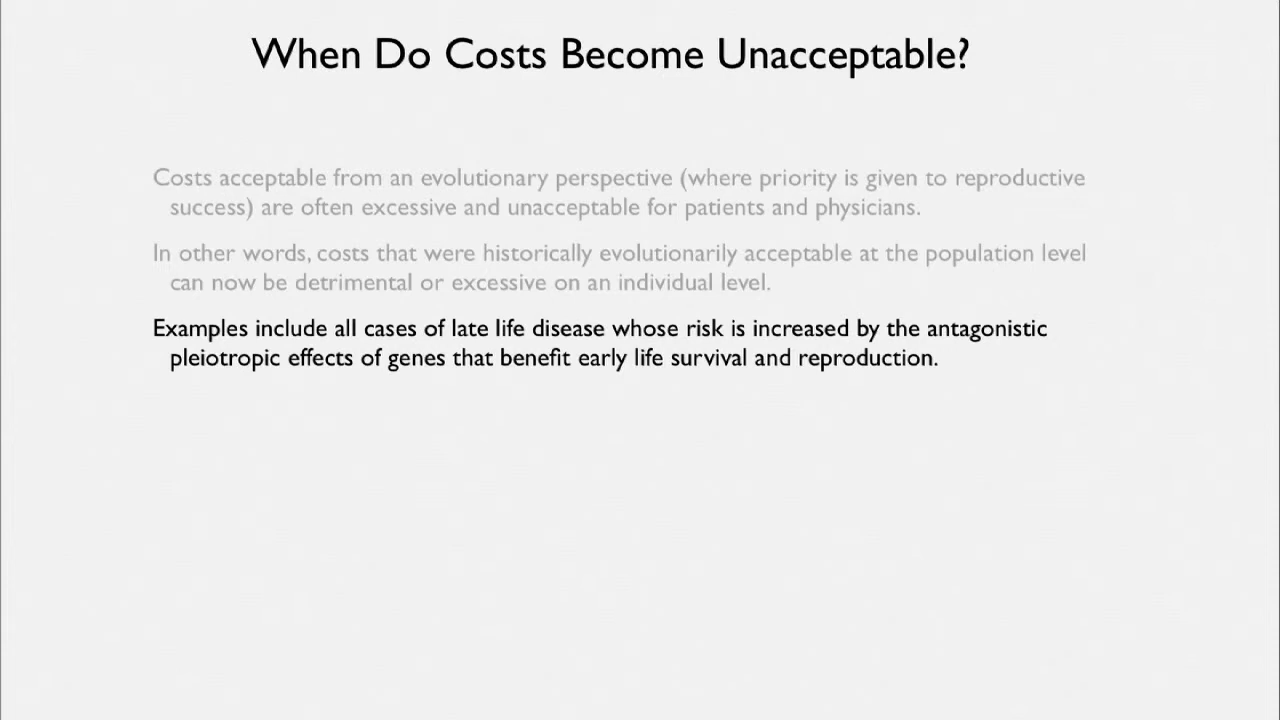 When Do Costs Become Unacceptable?
Costs acceptable from an evolutionary perspective (where priority is given to reproductive
success) are often excessive and unacceptable for patients and physicians.
In other words, costs that were historically evolutionarily acceptable at the population level
can now be detrimental or excessive on an individual level.
Examples include all cases of late life disease whose risk is increased by the antagonistic
pleiotropic effects of genes that benefit early life survival and reproduction.